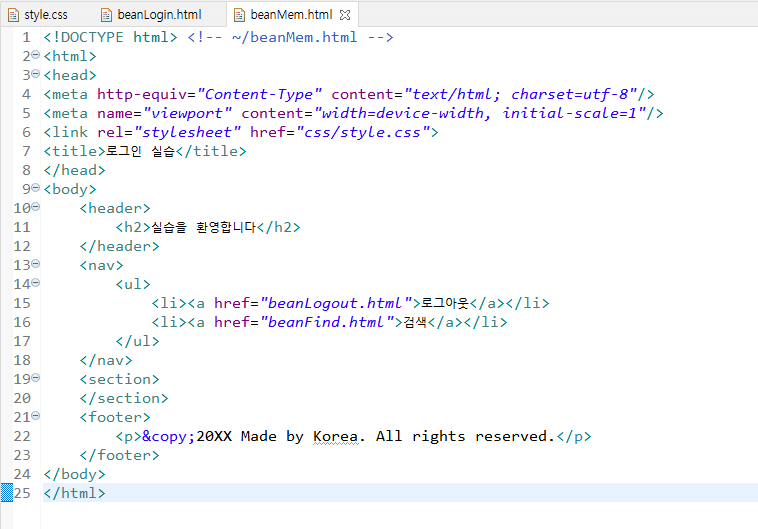 style.css beanLogin.html beanMem.html
1 <!DOCTYPE html> <!-- ~/beanMem.html -->
2 <html>
3 <head>
4 <meta http-equiv="Content-Type" content="text/html; charset=utf-8"/>
5 <meta name="viewport" content="width=device-width, initial-scale=1"/>
6 <link rel="stylesheet" href="css/style.css">
7 <title>로그인 실습</title>
8 </head>
9 <body>
10     <header>
11         <h2>실습을 환영합니다</h2>
12     </header>
13     <nav>
14         <ul>
15             <li><a href="beanLogout.html">로그아웃</a></li>
16             <li><a href="beanFind.html">검색</a></li>
17         </ul>
18     </nav>
19     <section>
20     </section>
21     <footer>
22         <p>&copy;20XX Made by Korea. All rights reserved.</p>
23     </footer>
24 </body>
25 </html>